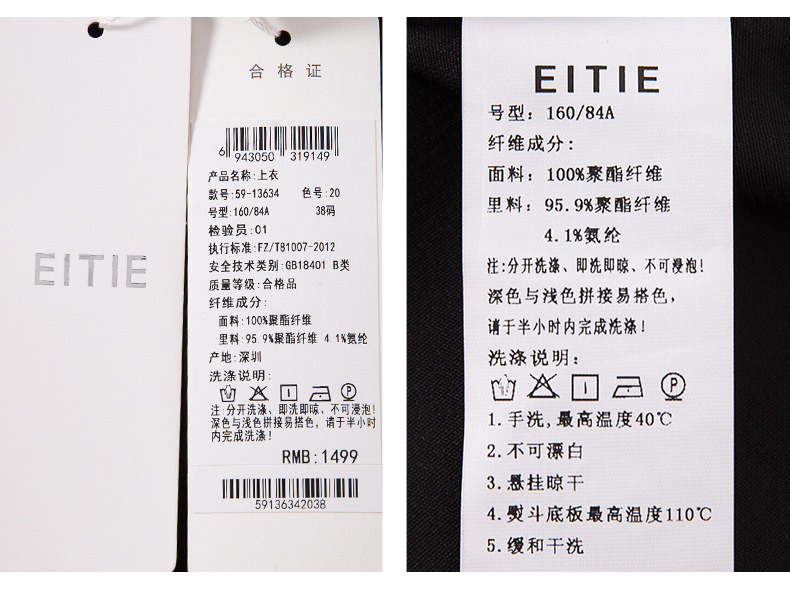 EITIE
合格证
6 943050 319149
产品名称:上衣
款号:59-13634 色号:20
号型:160/84A 38码
检验员:01
执行标准:FZ/T81007-2012
安全技术类别:GB18401 B类
质量等级:合格品
纤维成分:
面料:100%聚酯纤维
里料:95.9%聚酯纤维 4.1%氨纶
产地:深圳
洗涤说明:
P
注:分开洗涤、即洗即晾、不可浸泡!
深色与浅色拼接易搭色,请于半小时
内完成洗涤!
RMB:1499
59136342038
EITIE
号型:160/84A
纤维成分:
面料:100%聚酯纤维
里料:95.9%聚酯纤维
4.1%氨纶
注:分开洗涤、即洗即晾、不可浸泡!
深色与浅色拼接易搭色,
请于半小时内完成洗涤!
洗涤说明:
P
1.手洗,最高温度40℃
2.不可漂白
3.悬挂晾干
4.熨斗底板最高温度110℃
5.缓和干洗